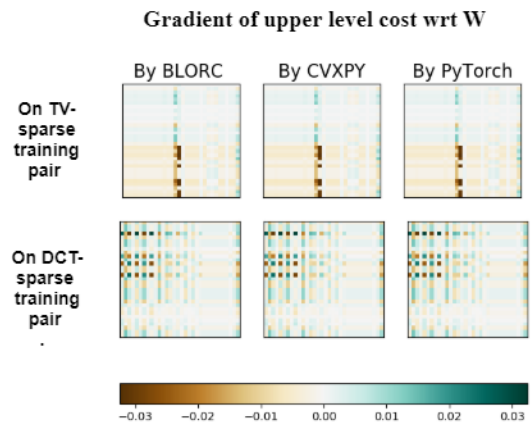 Gradient of upper level cost wrt W
By BLORC
By CVXPY
By PyTorch
On TV-
sparse
training
pair
On DCT-
sparse
training
pair
.
−0.03
−0.02
−0.01
0.00
0.01
0.02
0.03